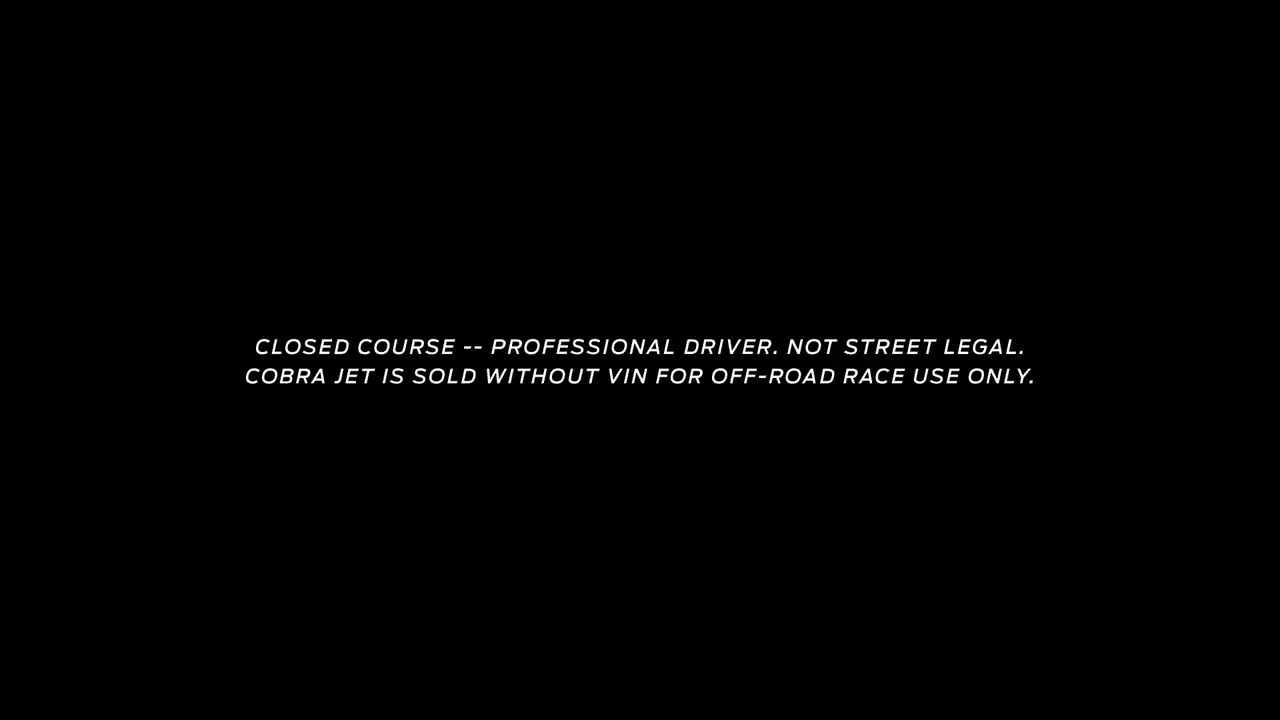 CLOSED COURSE -- PROFESSIONAL DRIVER. NOT STREET LEGAL.
COBRA JET IS SOLD WITHOUT VIN FOR OFF-ROAD RACE USE ONLY.